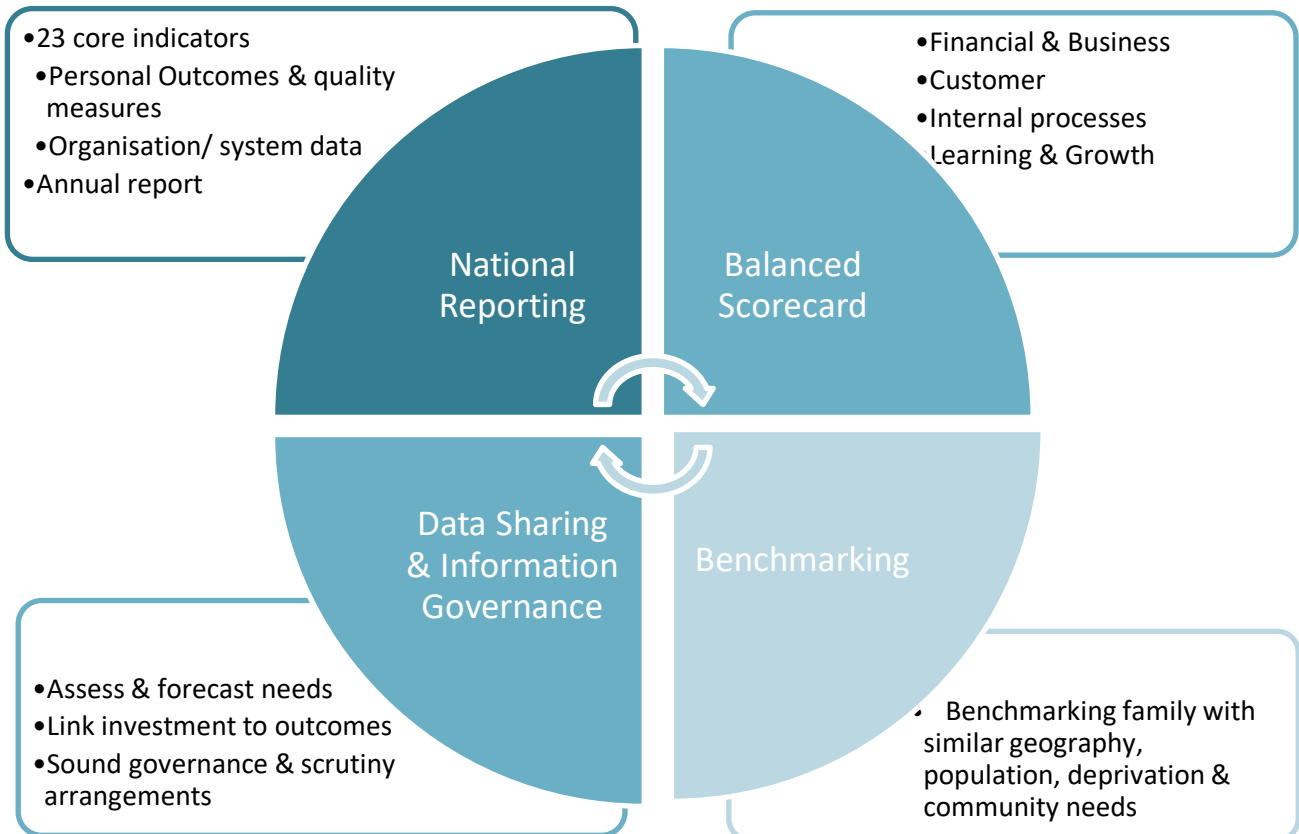 •23 core indicators
•Personal Outcomes & quality
measures
•Organisation/ system data
•Annual report
•Financial & Business
•Customer
•Internal processes
•Learning & Growth
National
Reporting
Balanced
Scorecard
Data Sharing
& Information
Governance
Benchmarking
•Assess & forecast needs
•Link investment to outcomes
•Sound governance & scrutiny
arrangements
• Benchmarking family with
similar geography,
population, deprivation &
community needs